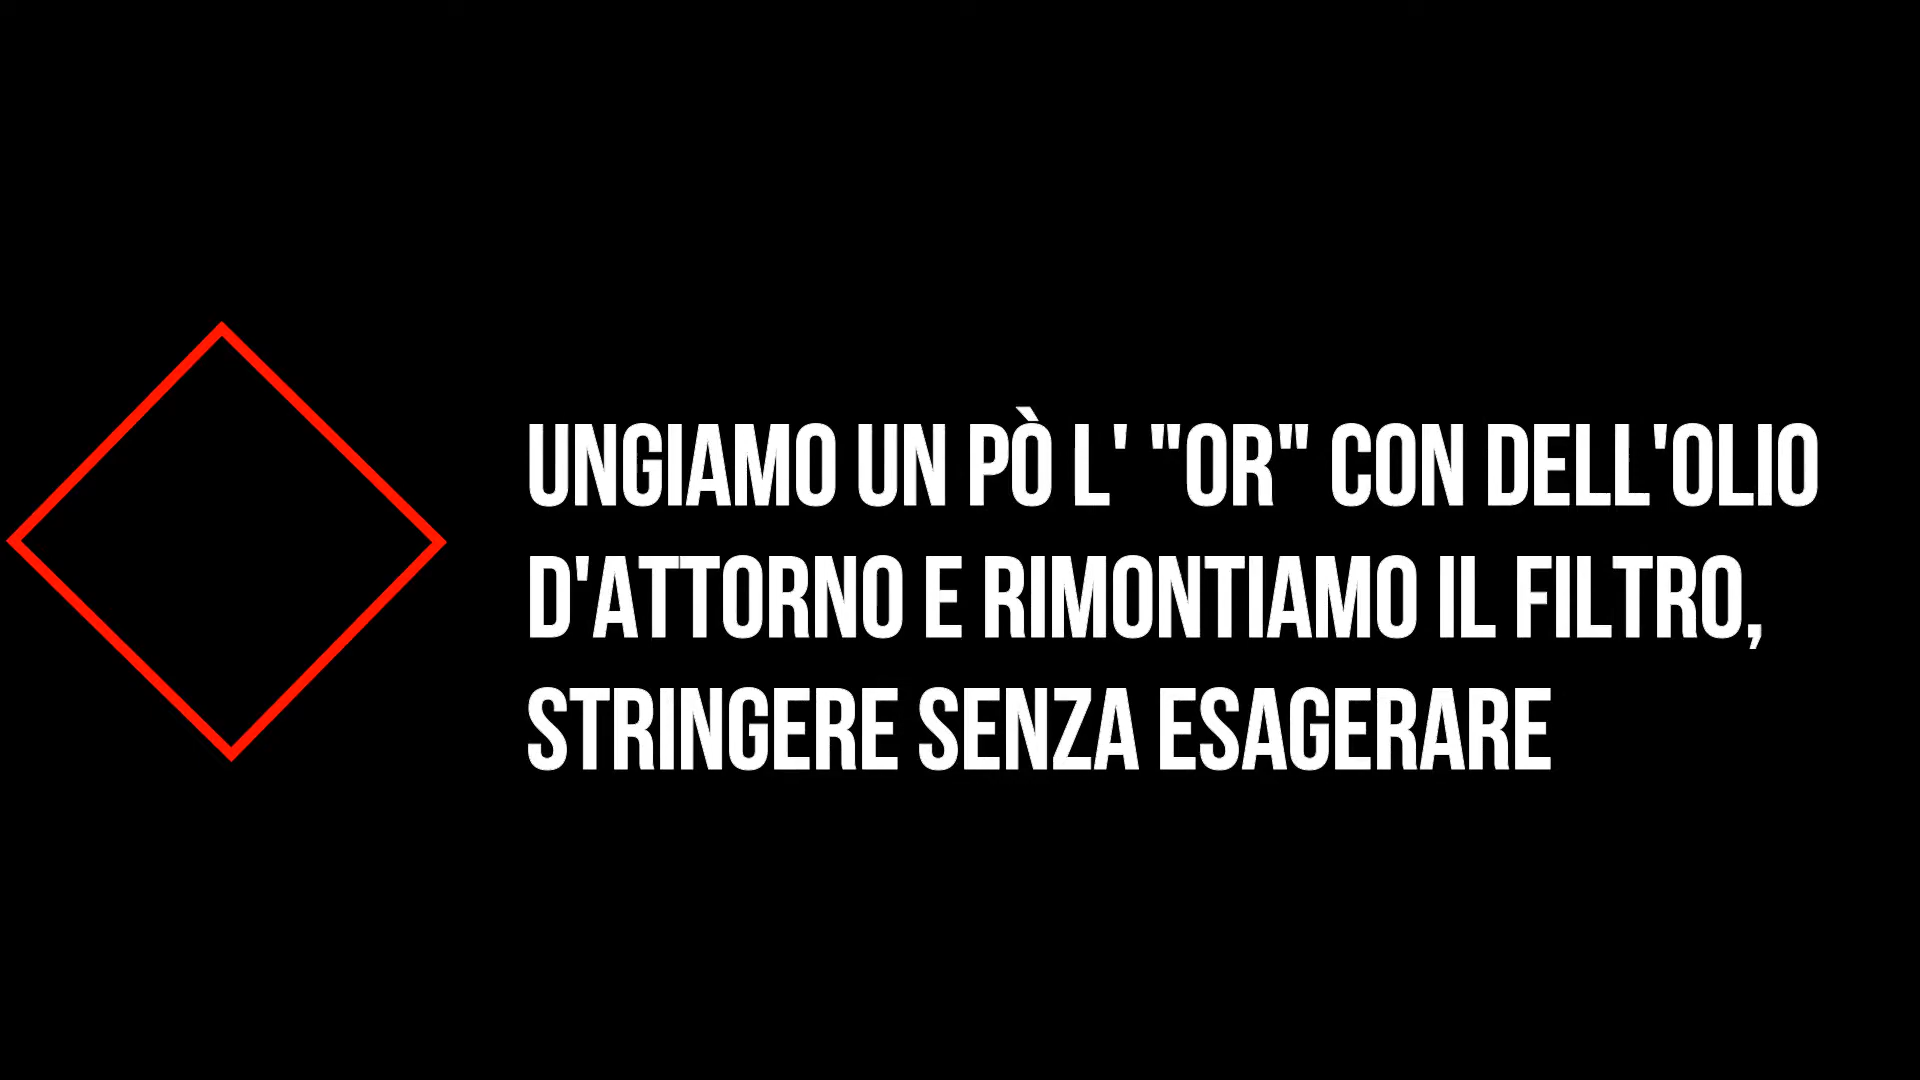 UNGIAMO UN PÒ L' "OR" CON DELL'OLIO
D'ATTORNO E RIMONTIAMO IL FILTRO,
STRINGERE SENZA ESAGERARE